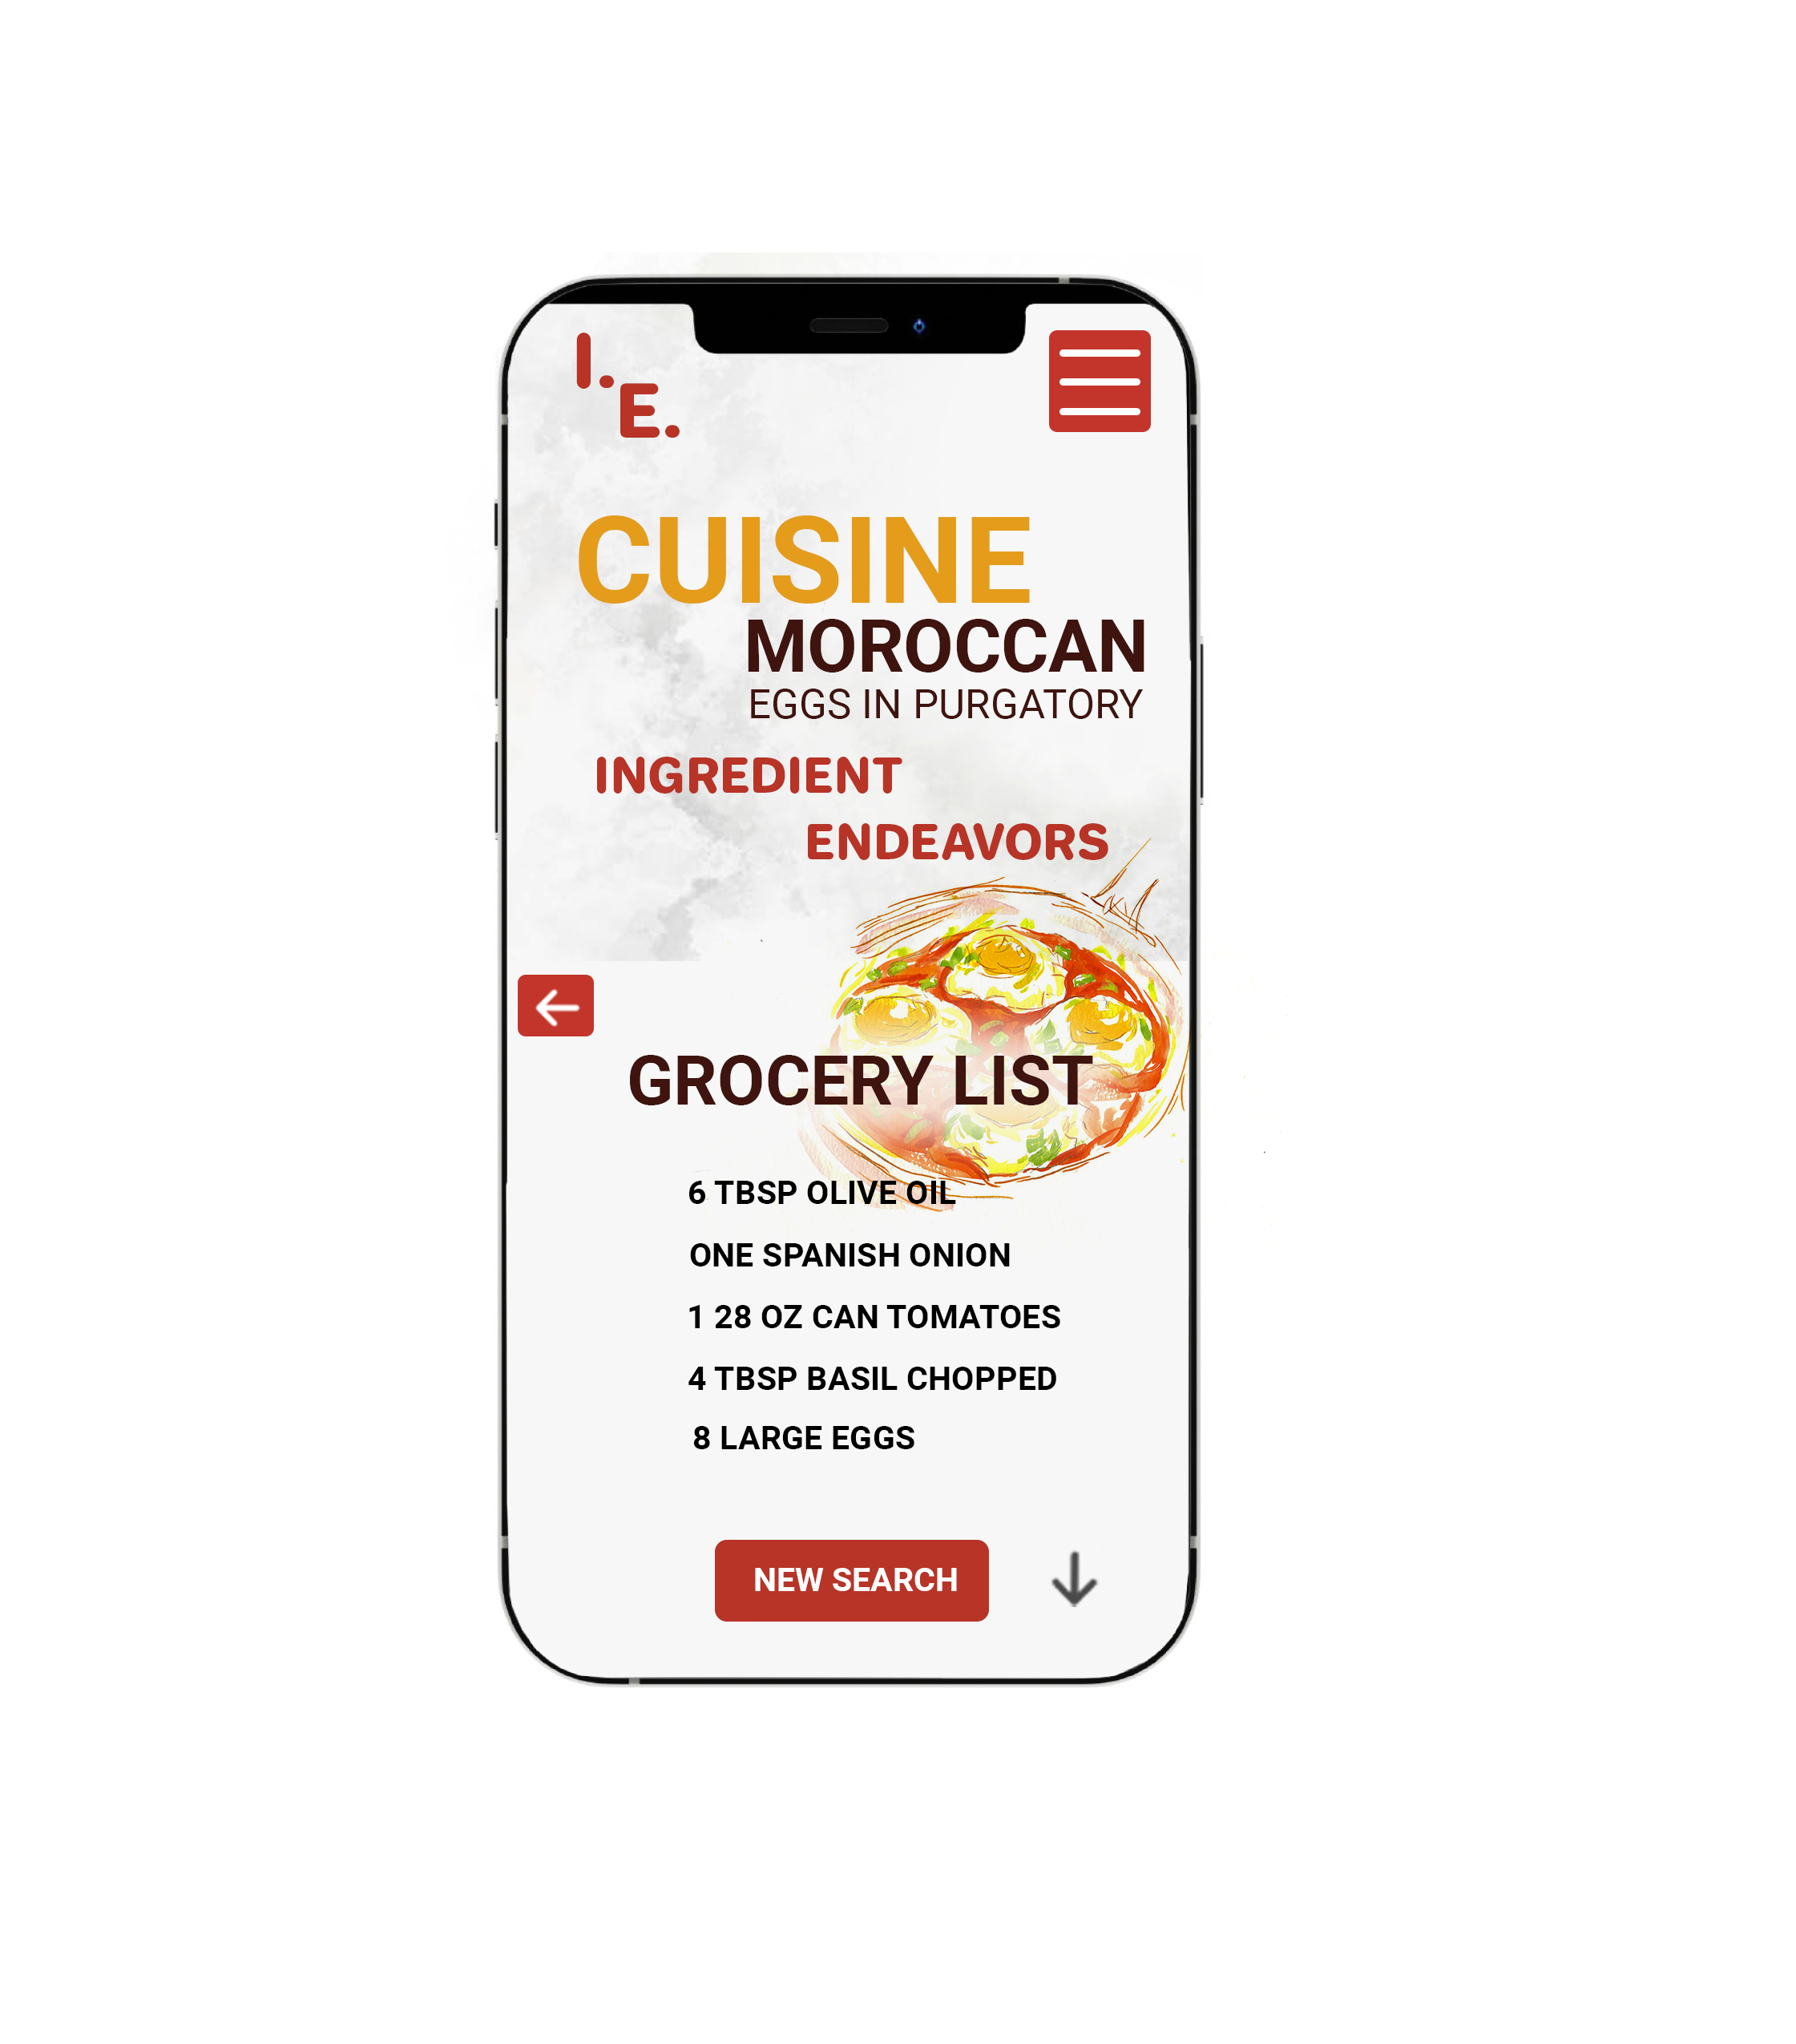 I.
E.
CUISINE
MOROCCAN
EGGS IN PURGATORY
INGREDIENT
ENDEAVORS
GROCERY LIST
6 TBSP OLIVE OIL
ONE SPANISH ONION
1 28 OZ CAN TOMATOES
4 TBSP BASIL CHOPPED
8 LARGE EGGS
NEW SEARCH